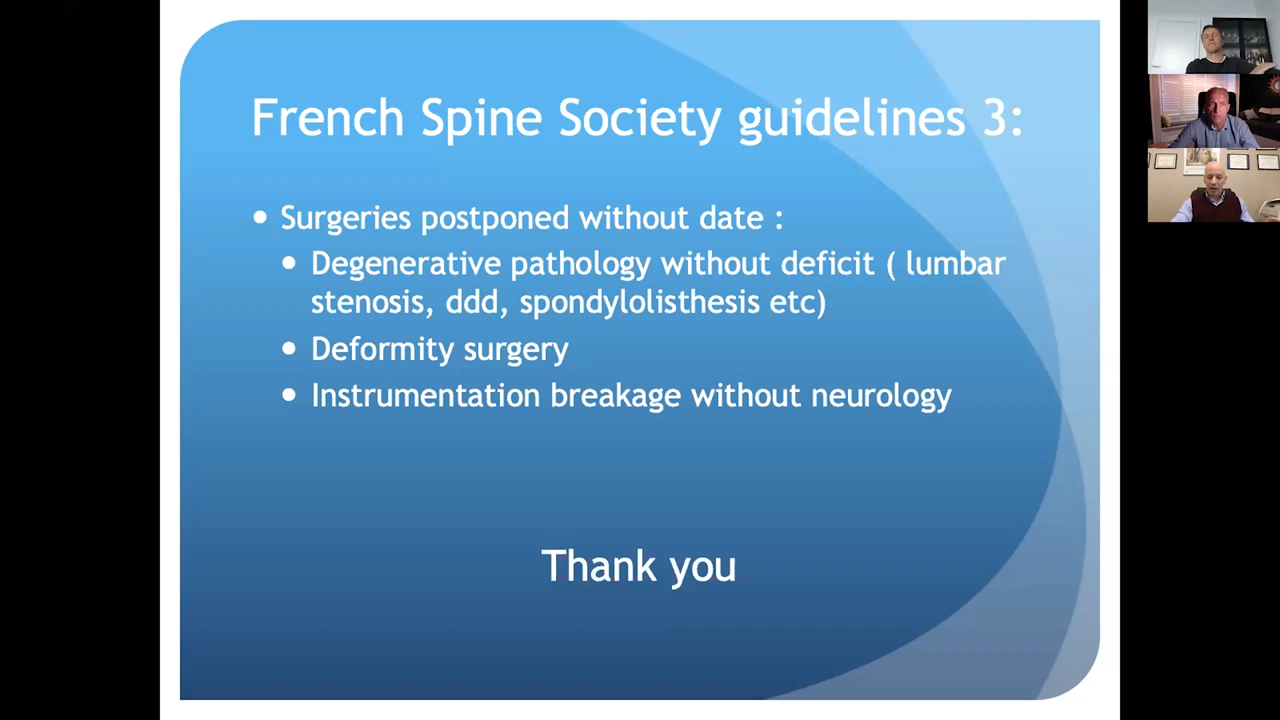 French Spine Society guidelines 3:
• Surgeries postponed without date :
• Degenerative pathology without deficit ( lumbar
stenosis, ddd, spondylolisthesis etc)
• Deformity surgery
• Instrumentation breakage without neurology
Thank you